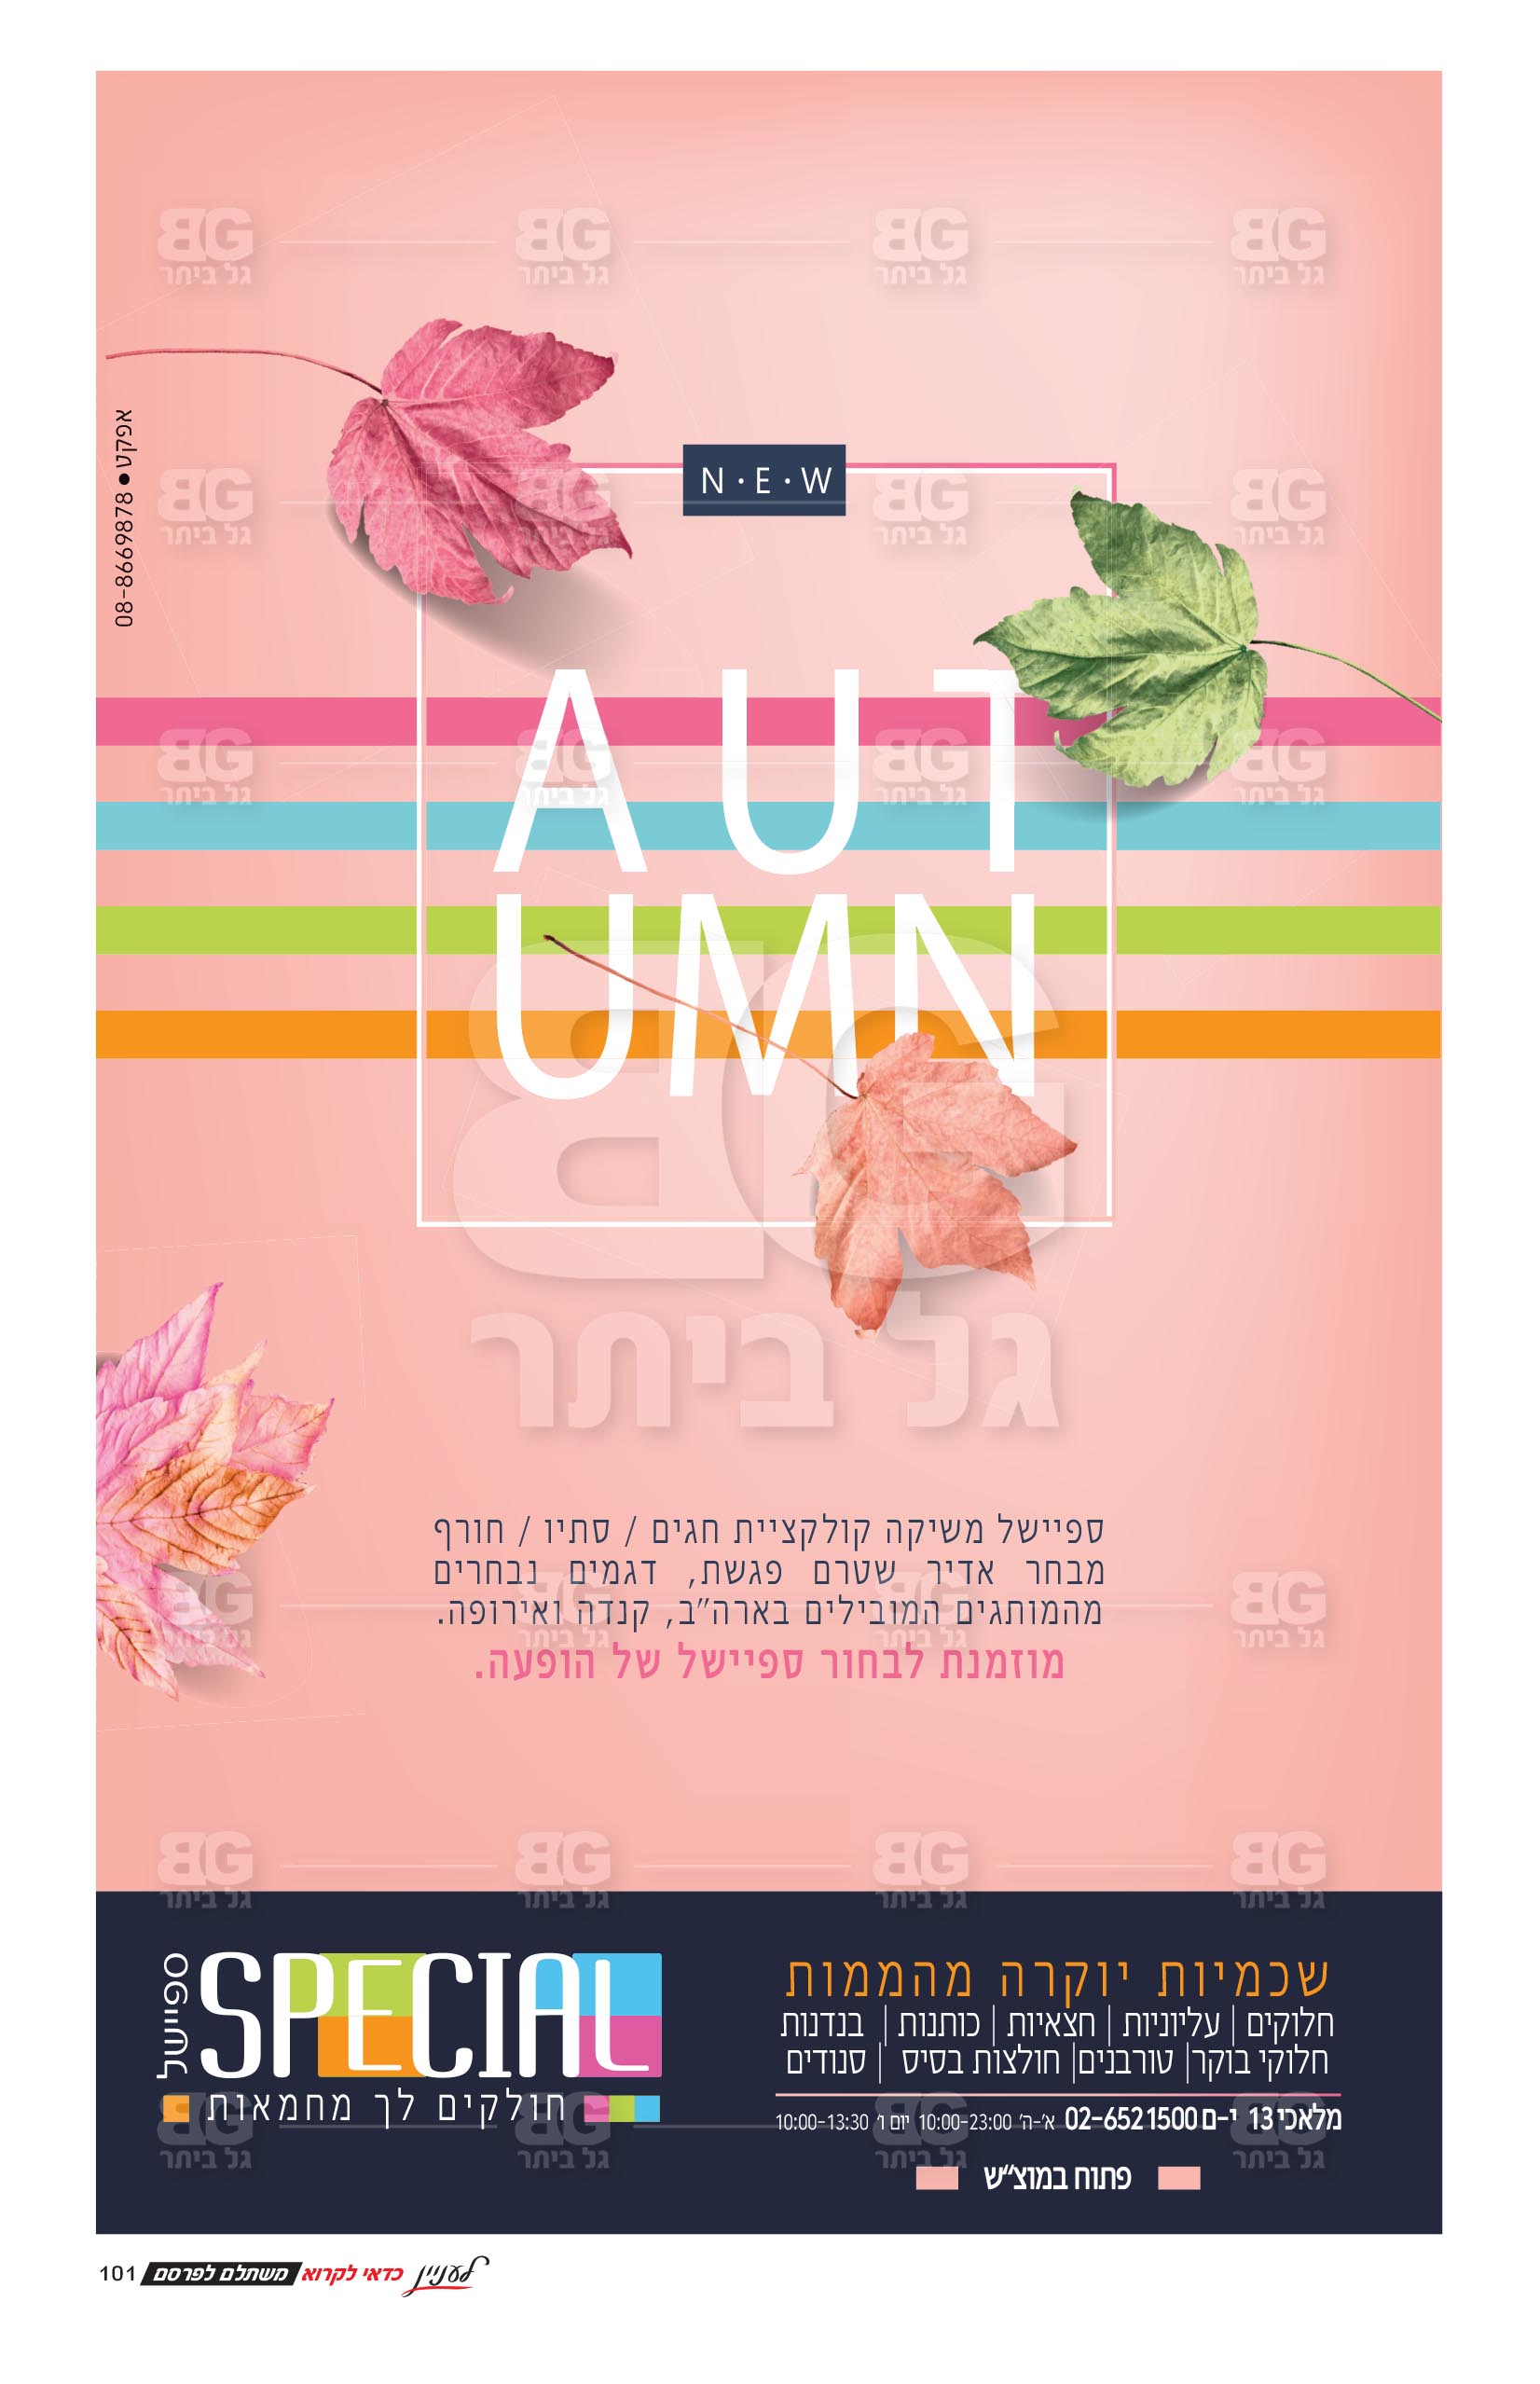 אפקט • 08-8669878
N·E·W
AUT
UMN
BG
גל ביתר
ספיישל משיקה קולקציית חגים / סתיו / חורף
מבחר אדיר שטרם פגשת, דגמים נבחרים
מהמותגים המובילים בארה"ב, קנדה ואירופה.
מוזמנת לבחור ספיישל של הופעה.
ספיישל
SPECIAL
חולקים לך מחמאות
שכמיות יוקרה מהממות
חלוקים | עליוניות | חצאיות | כותנות | בנדנות
חלוקי בוקר | טורבנים | חולצות בסיס | סנודים
מלאכי 13 י-ם 02-6521500 א'-ה' 10:00-23:00 יום ו' 10:00-13:30
פתוח במוצ"ש
לעניין כדאי לקרוא משתלם לפרסם 101